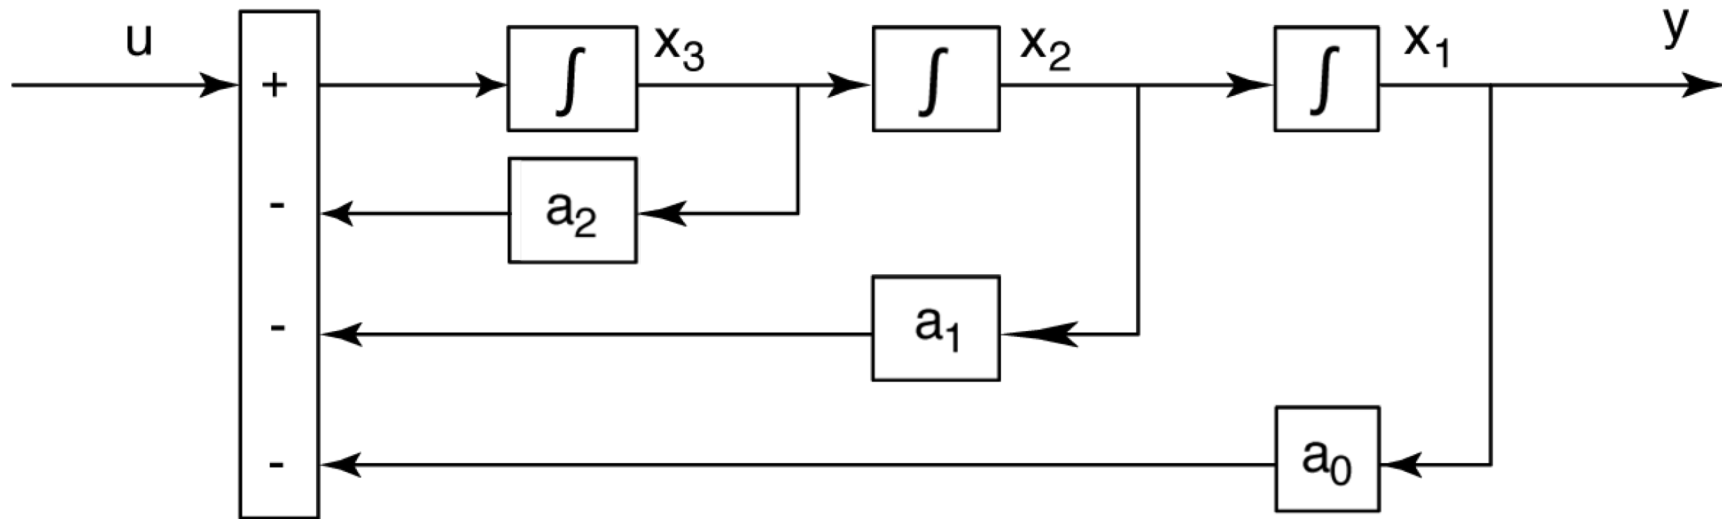 u
+
∫
x₃
∫
x₂
∫
x₁
y
-
a₂
-
a₁
-
a₀